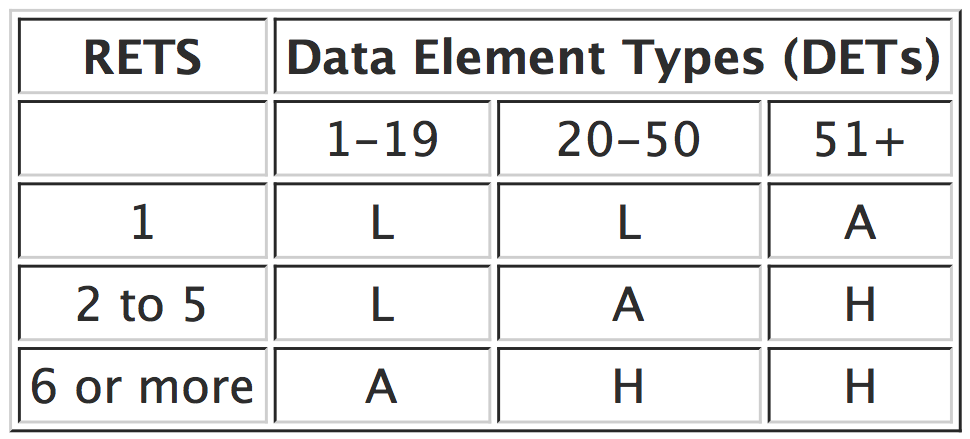 RETS Data Element Types (DETs)
1-19 20-50 51+
1 L L A
2 to 5 L A H
6 or more A H H